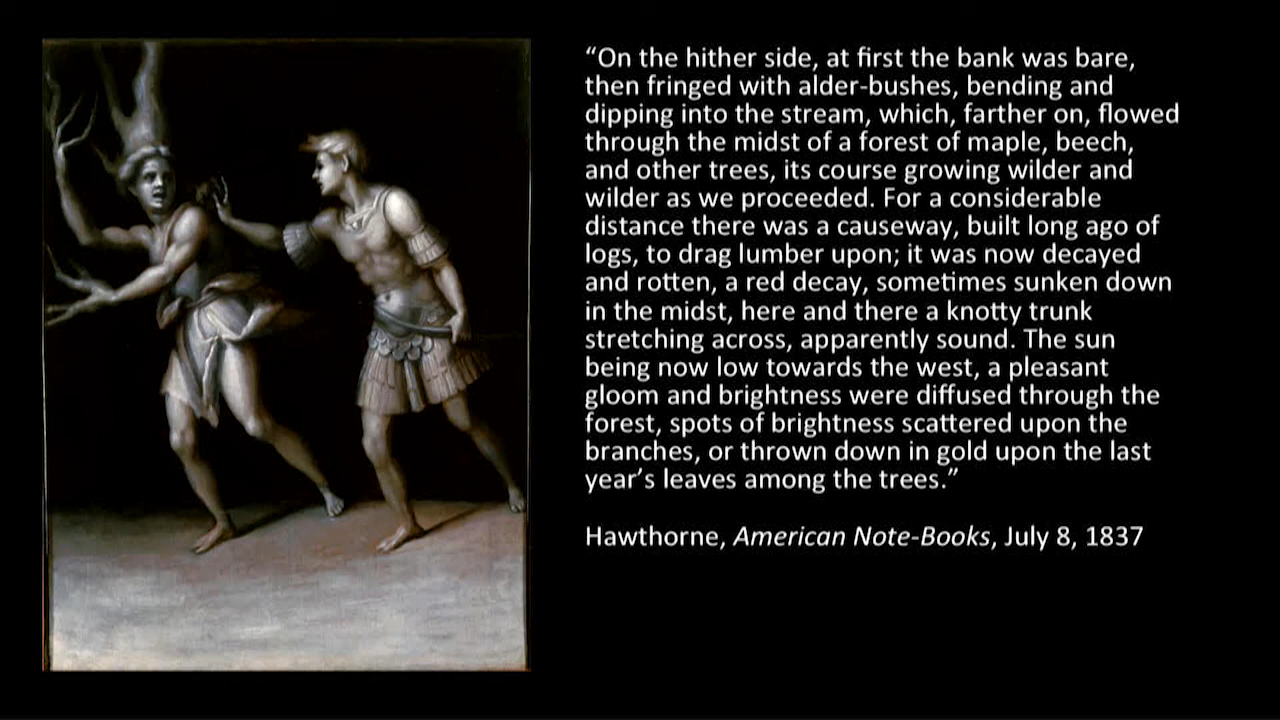 “On the hither side, at first the bank was bare,
then fringed with alder-bushes, bending and
dipping into the stream, which, farther on, flowed
through the midst of a forest of maple, beech,
and other trees, its course growing wilder and
wilder as we proceeded. For a considerable
distance there was a causeway, built long ago of
logs, to drag lumber upon; it was now decayed
and rotten, a red decay, sometimes sunken down
in the midst, here and there a knotty trunk
stretching across, apparently sound. The sun
being now low towards the west, a pleasant
gloom and brightness were diffused through the
forest, spots of brightness scattered upon the
branches, or thrown down in gold upon the last
year’s leaves among the trees.”
Hawthorne, American Note-Books, July 8, 1837